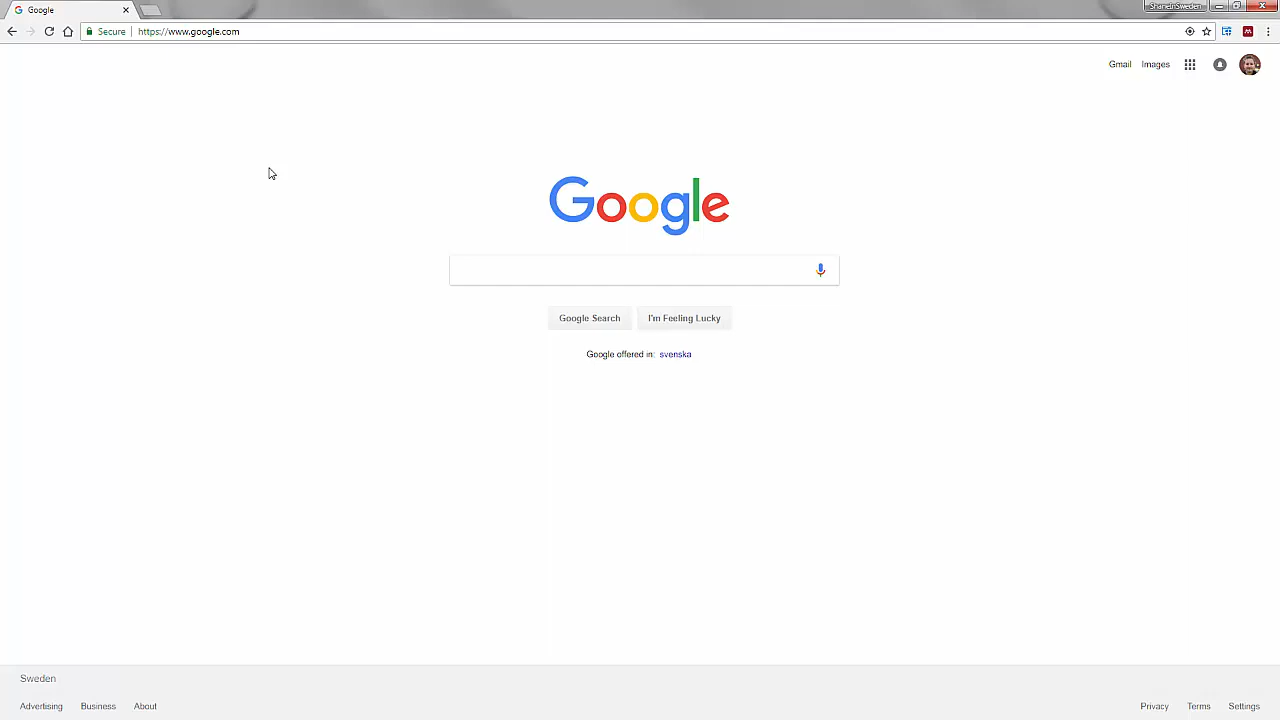 Google
ShaneInSweden
Secure
https://www.google.com
Gmail
Images
Google
Google Search
I'm Feeling Lucky
Google offered in: svenska
Sweden
Advertising
Business
About
Privacy
Terms
Settings